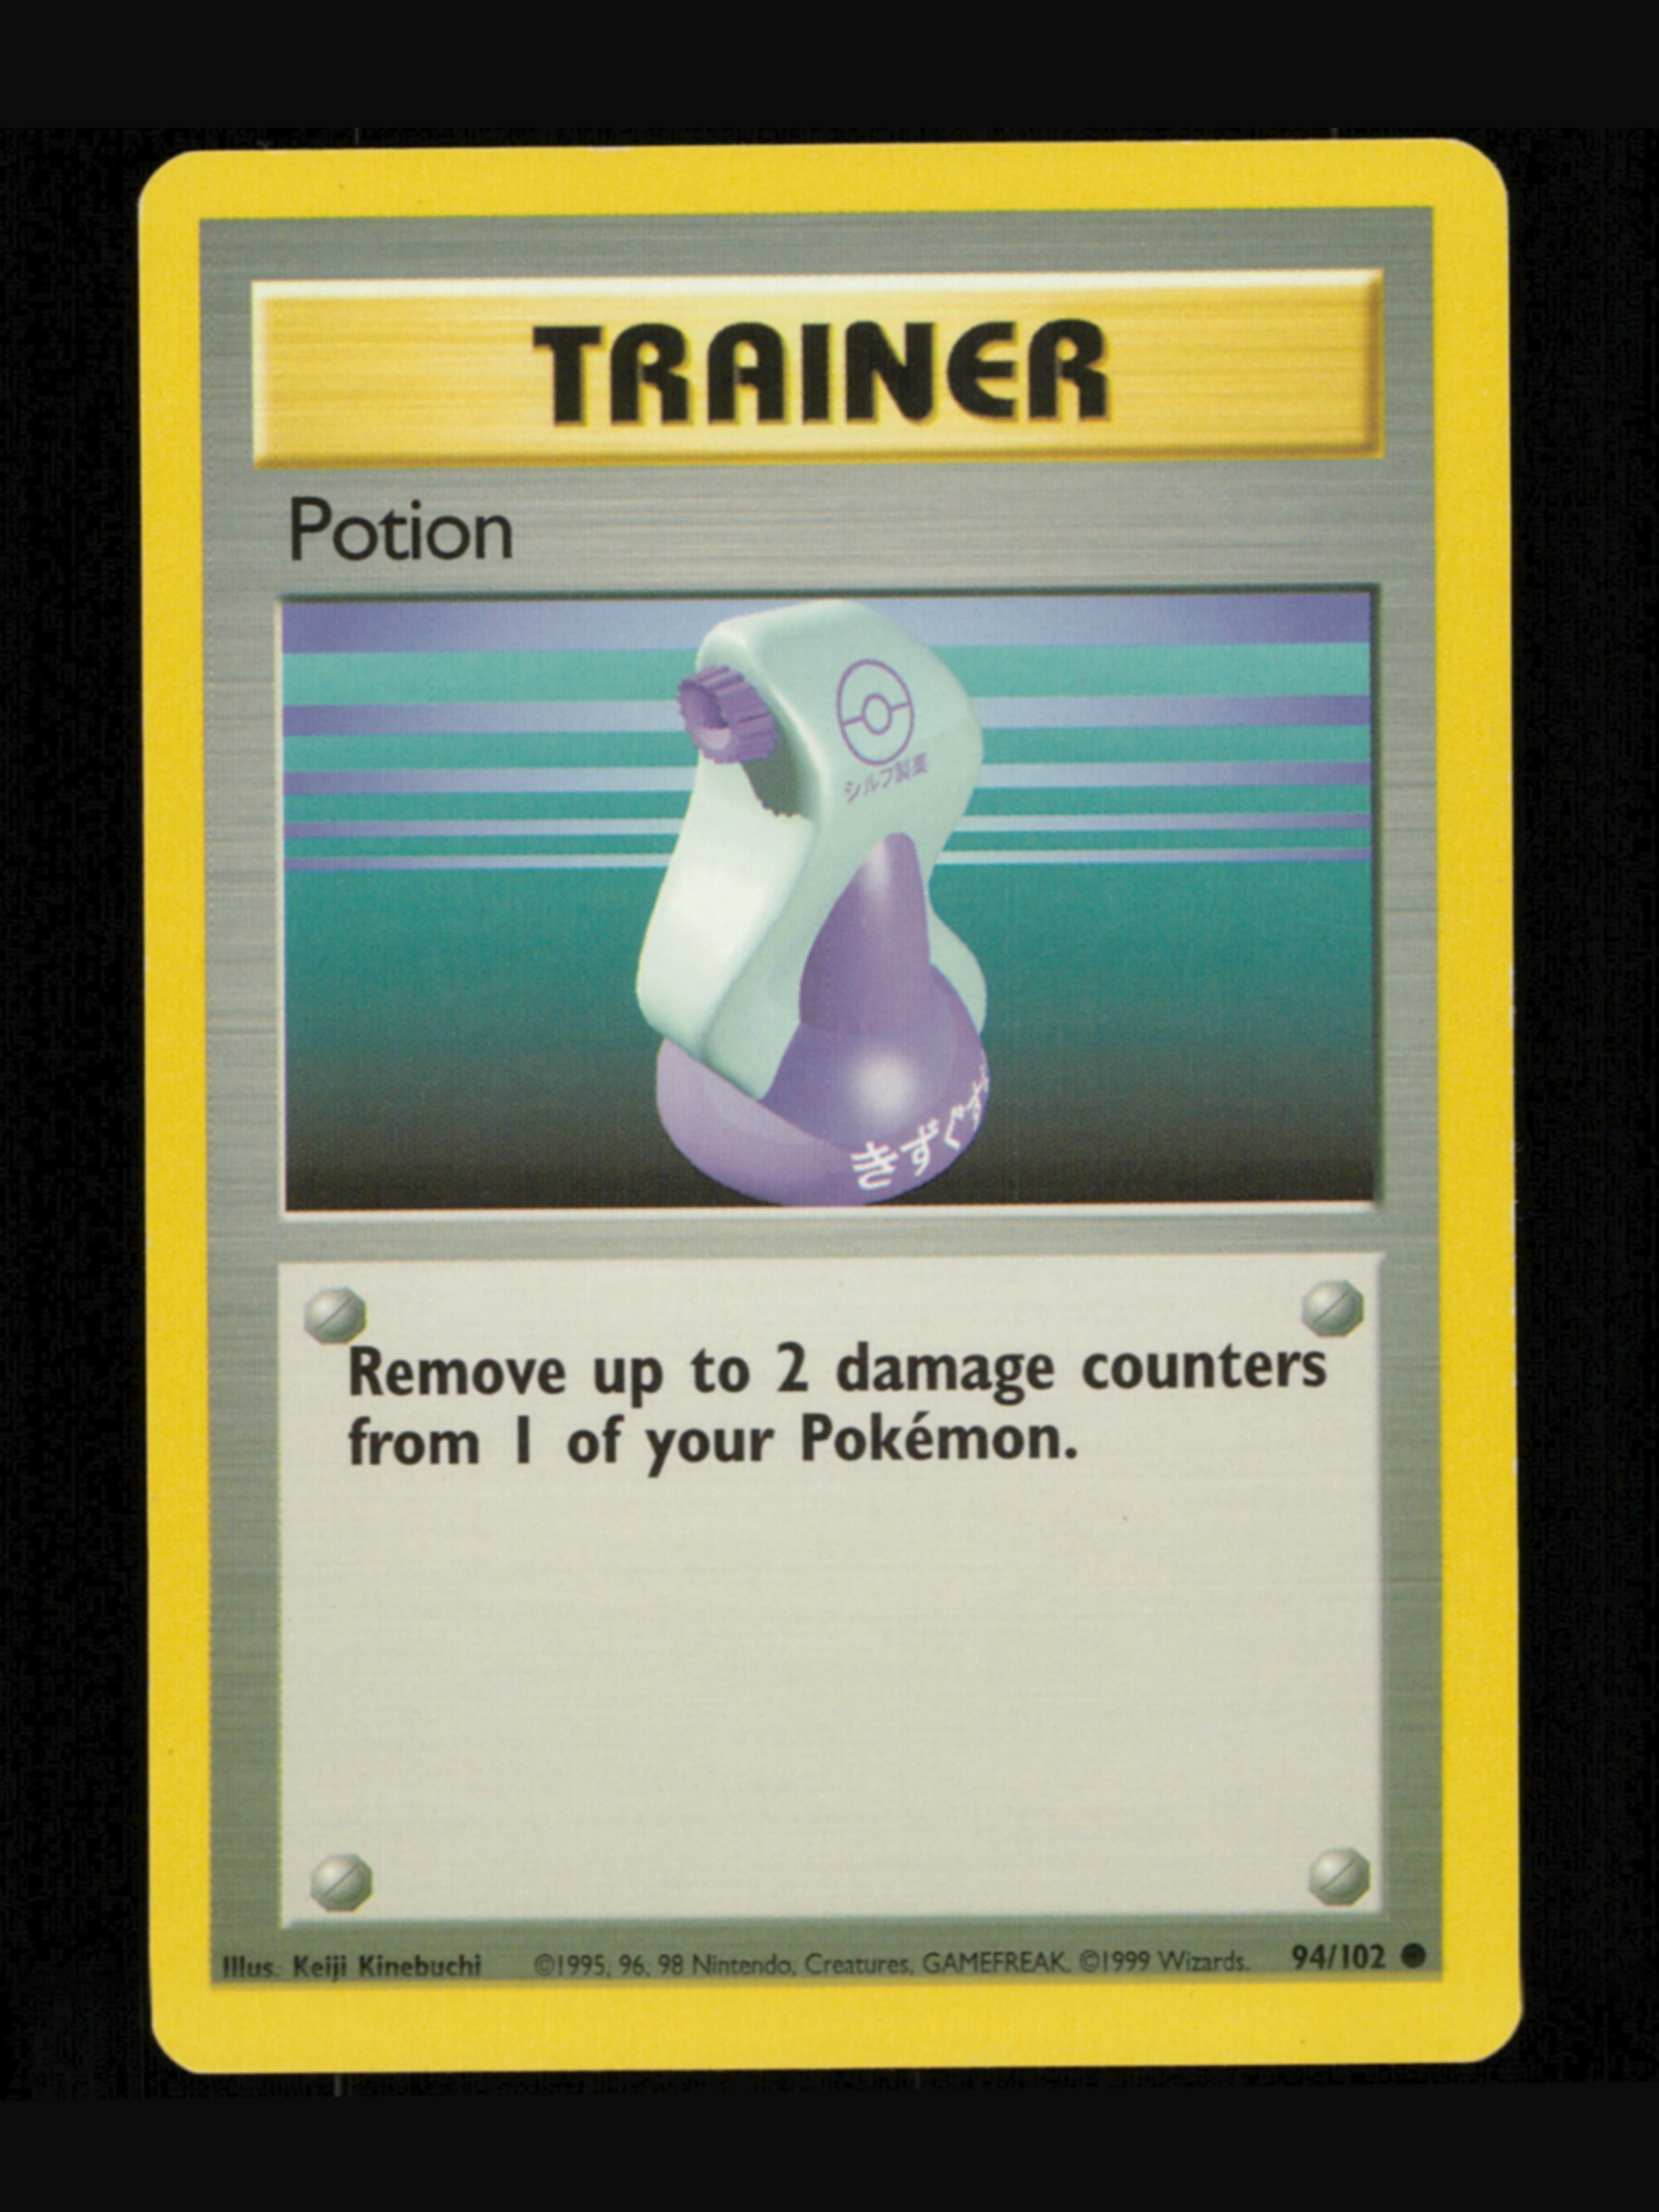 TRAINER
Potion
シルフ製薬
きずぐす
Remove up to 2 damage counters
from 1 of your Pokémon.
Illus. Keiji Kinebuchi ©1995, 96, 98 Nintendo, Creatures, GAMEFREAK. ©1999 Wizards. 94/102